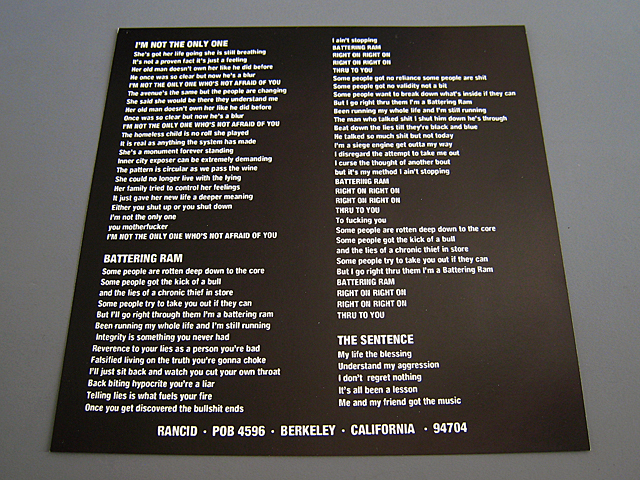 I'M NOT THE ONLY ONE
She's got her life going she is still breathing
It's not a proven fact it's just a feeling
Her old man doesn't own her like he did before
He once was so clear but now he's a blur
I'M NOT THE ONLY ONE WHO'S NOT AFRAID OF YOU
The avenue's the same but the people are changing
She said she would be there they understand me
Her old man doesn't own her like he did before
Once was so clear but now he's a blur
I'M NOT THE ONLY ONE WHO'S NOT AFRAID OF YOU
The homeless child is no roll she played
It is real as anything the system has made
She's a monument forever standing
Inner city exposer can be extremely demanding
The pattern is circular as we pass the wine
She could no longer live with the lying
Her family tried to control her feelings
It just gave her new life a deeper meaning
Either you shut up or you shut down
I'm not the only one
you motherfucker
I'M NOT THE ONLY ONE WHO'S NOT AFRAID OF YOU
BATTERING RAM
Some people are rotten deep down to the core
Some people got the kick of a bull
and the lies of a chronic thief in store
Some people try to take you out if they can
But I'll go right through them I'm a battering ram
Been running my whole life and I'm still running
Integrity is something you never had
Reverence to your lies as a person you're bad
Falsified living on the truth you're gonna choke
I'll just sit back and watch you cut your own throat
Back biting hypocrite you're a liar
Telling lies is what fuels your fire
Once you get discovered the bullshit ends
I ain't stopping
BATTERING RAM
RIGHT ON RIGHT ON
RIGHT ON RIGHT ON
THRU TO YOU
Some people got no reliance some people are shit
Some people got no validity not a bit
Some people want to break down what's inside if they can
But I go right thru them I'm a Battering Ram
Been running my whole life and I'm still running
The man who talked shit I shut him down he's through
Beat down the lies till they're black and blue
He talked so much shit but not today
I'm a siege engine get outta my way
I disregard the attempt to take me out
I curse the thought of another bout
but it's my method I ain't stopping
BATTERING RAM
RIGHT ON RIGHT ON
RIGHT ON RIGHT ON
THRU TO YOU
To fucking you
Some people are rotten deep down to the core
Some people got the kick of a bull
and the lies of a chronic thief in store
Some people try to take you out if they can
But I go right thru them I'm a Battering Ram
BATTERING RAM
RIGHT ON RIGHT ON
RIGHT ON RIGHT ON
THRU TO YOU
THE SENTENCE
My life the blessing
Understand my aggression
I don't regret nothing
It's all been a lesson
Me and my friend got the music
RANCID · POB 4596 · BERKELEY · CALIFORNIA · 94704